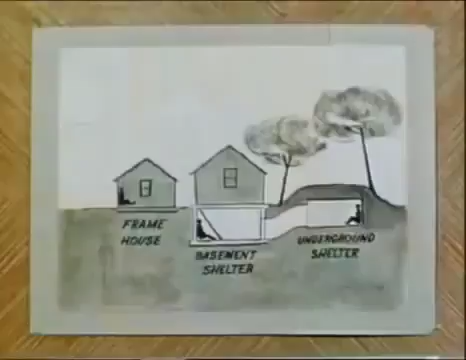 FRAME
HOUSE
BASEMENT
SHELTER
UNDERGROUND
SHELTER